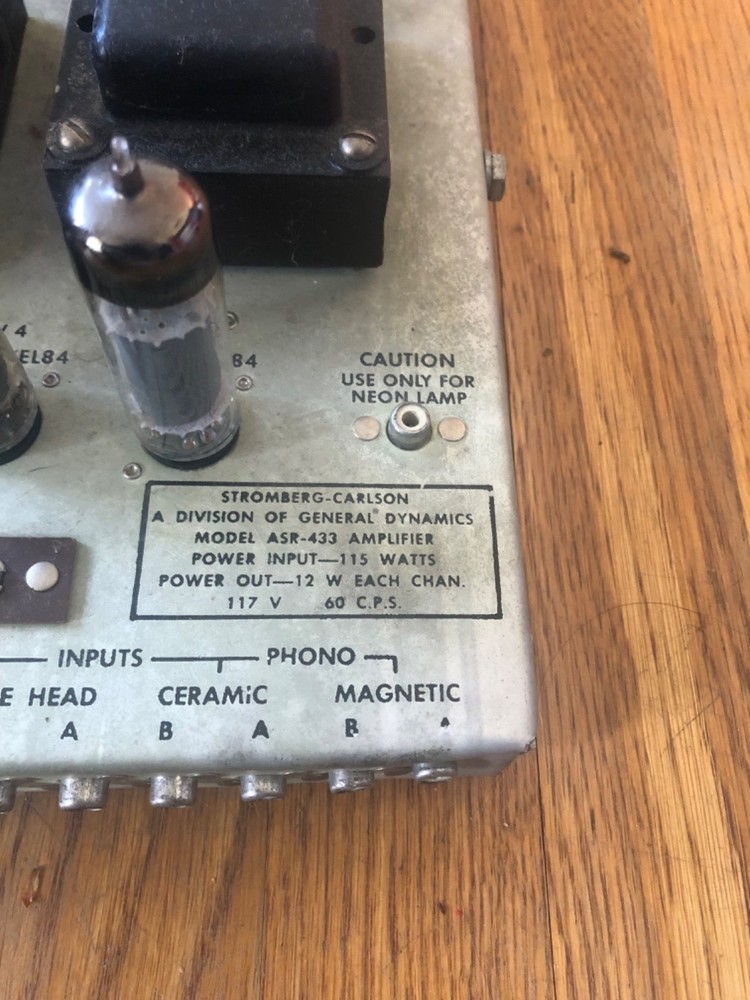 4
EL84
84
CAUTION
USE ONLY FOR
NEON LAMP
STROMBERG-CARLSON
A DIVISION OF GENERAL DYNAMICS
MODEL ASR-433 AMPLIFIER
POWER INPUT—115 WATTS
POWER OUT—12 W EACH CHAN.
117 V 60 C.P.S.
INPUTS PHONO
E HEAD CERAMiC MAGNETIC
A B A B